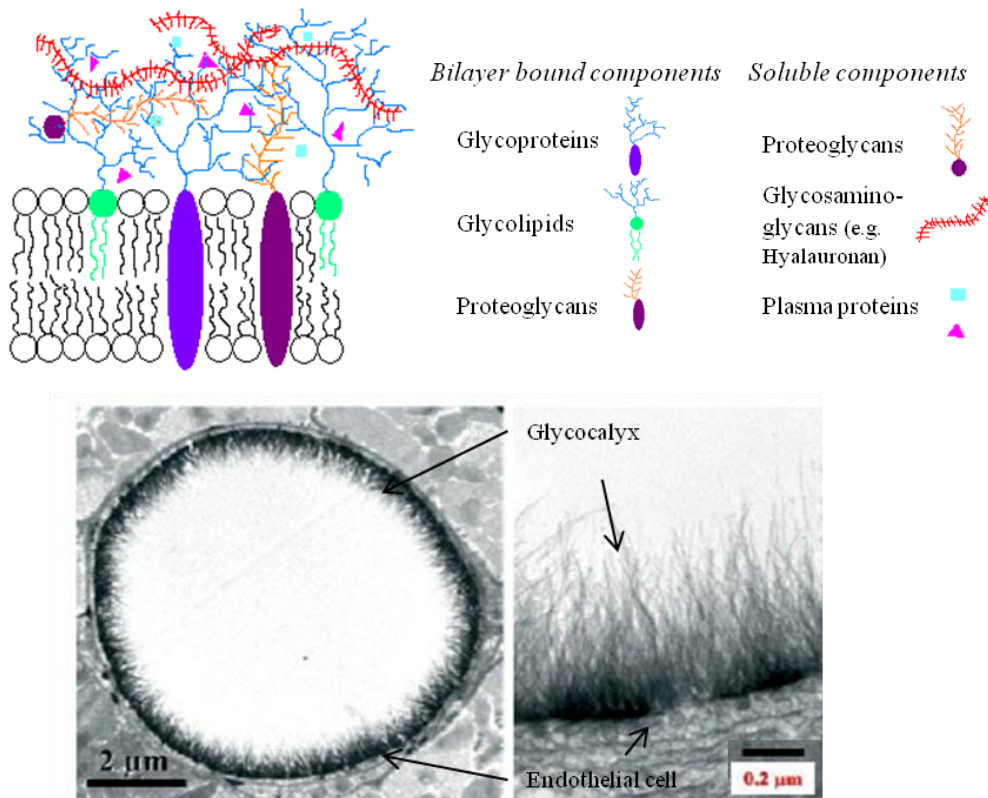 Bilayer bound components
Soluble components
Glycoproteins
Proteoglycans
Glycolipids
Glycosamino-
glycans (e.g.
Hyalauronan)
Proteoglycans
Plasma proteins
Glycocalyx
2 μm
Endothelial cell
0.2 μm